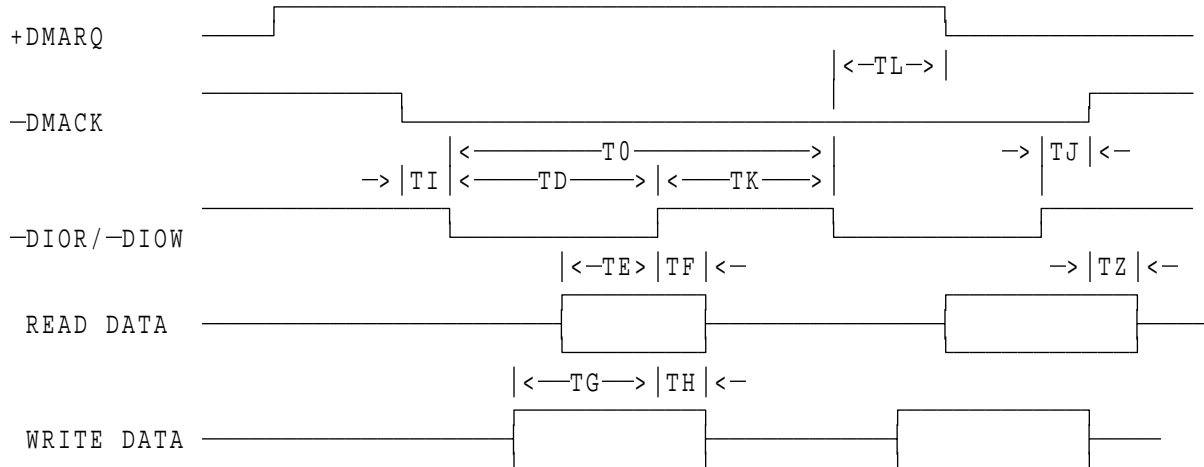 +DMARQ
|<—TL—>|
—DMACK
|<——————T0——————>| —>|TJ|<—
—>|TI|<———TD———>|<———TK———>|
—DIOR/—DIOW
|<—TE—>|TF|<— —>|TZ|<—
READ DATA
|<——TG——>|TH|<—
WRITE DATA